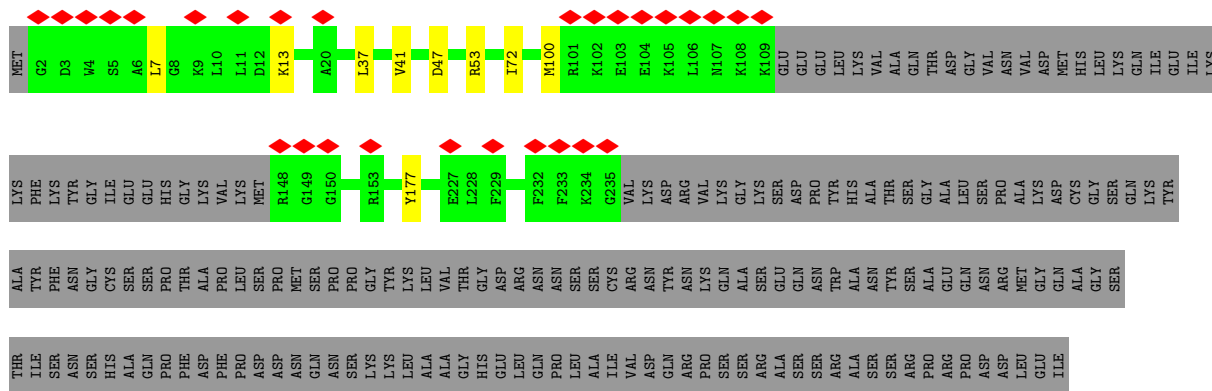 MET G2 D3 W4 S5 A6 L7 G8 K9 L10 L11 D12 K13 A20 L37 V41 D47 R53 I72 M100 R101 K102 E103 E104 K105 L106 N107 K108 K109 GLU GLU GLU LEU LYS VAL ALA GLN THR ASP GLY VAL ASN VAL ASP MET HIS LEU LYS GLN ILE GLU ILE LYS
LYS PHE LYS TYR GLY ILE GLU GLU HIS GLY LYS VAL LYS MET R148 G149 G150 R153 Y177 E227 L228 F229 F232 F233 K234 G235 VAL LYS ASP ARG VAL LYS GLY LYS SER ASP PRO TYR HIS ALA THR SER GLY ALA LEU SER PRO ALA LYS ASP CYS GLY SER GLN LYS TYR
ALA TYR PHE ASN GLY CYS SER SER PRO THR ALA PRO LEU SER PRO MET SER PRO PRO GLY TYR LYS LEU VAL THR GLY ASP ARG ASN ASN SER SER CYS ARG ASN TYR ASN LYS GLN ALA SER GLU GLN ASN TRP ALA ASN TYR SER ALA GLU GLN ASN ARG MET GLY GLN ALA GLY SER
THR ILE SER ASN SER HIS ALA GLN PRO PHE ASP PHE PRO ASP ASP ASN GLN ASN SER LYS LYS LEU ALA ALA GLY HIS GLU LEU GLN PRO LEU ALA ILE VAL ASP GLN ARG PRO SER SER ARG ALA SER SER ARG ALA SER SER ARG PRO ARG PRO ASP ASP LEU GLU ILE